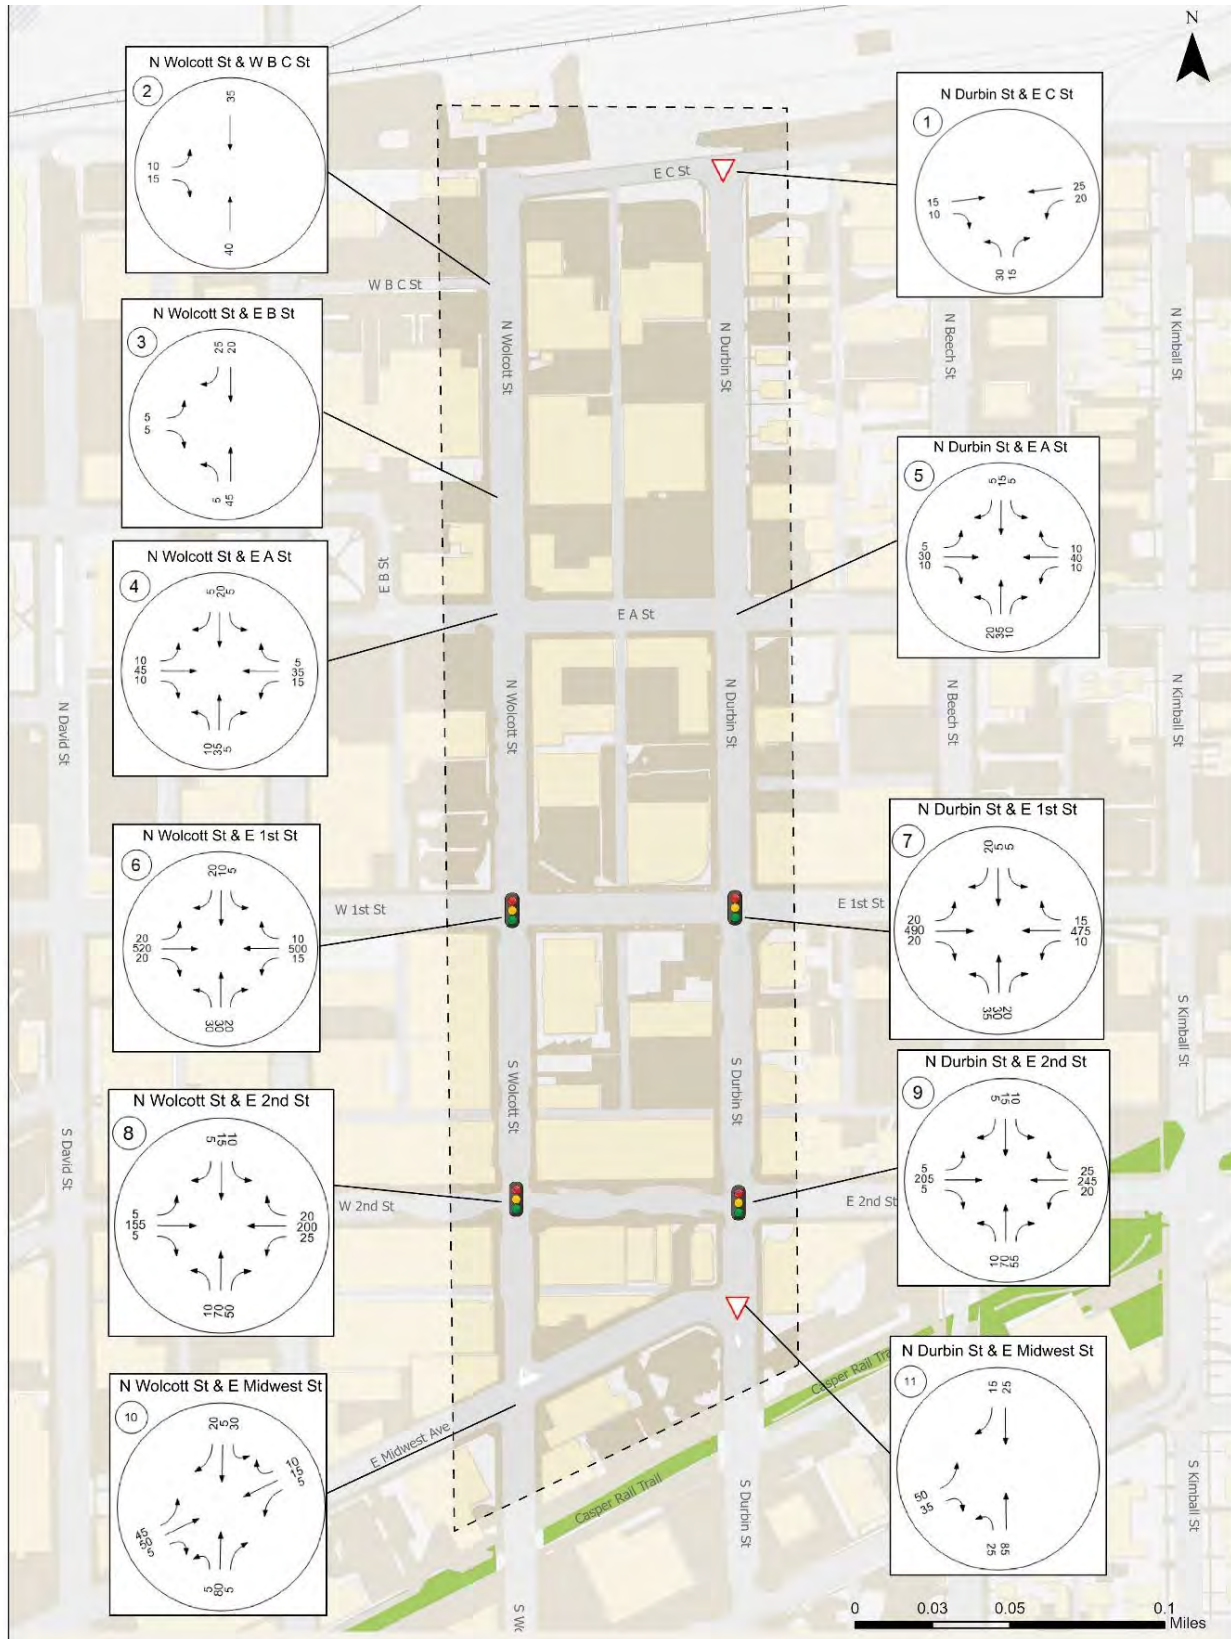 N
N Wolcott St & W B C St
2
35
10
15
40
N Durbin St & E C St
1
15
10
25
20
30 15
E C St
W B C St
N Wolcott St
N Durbin St
N Beech St
N Kimball St
N Wolcott St & E B St
3
25 20
5
5
5 45
N Durbin St & E A St
5
5 15 5
5
30
10
10
40
10
20 35 10
E B St
E A St
N Wolcott St & E A St
4
5 20 5
10
45
10
5
35
15
10 35 5
N David St
N Wolcott St
N Durbin St
N Beech St
N Kimball St
N Wolcott St & E 1st St
6
20 10 5
20
520
20
10
500
15
30 30 20
N Durbin St & E 1st St
7
20 5 5
20
490
20
15
475
10
35 30 20
W 1st St
E 1st St
S David St
S Wolcott St
S Durbin St
S Kimball St
N Wolcott St & E 2nd St
8
5 15 10
5
155
5
20
200
25
10 70 50
N Durbin St & E 2nd St
9
5 15 10
5
205
5
25
245
20
10 70 55
W 2nd St
E 2nd St
N Wolcott St & E Midwest St
10
20 5 30
10
15
5
45
50
5
5 80 5
N Durbin St & E Midwest St
11
15 25
50
35
25 85
E Midwest Ave
Casper Rail Trail
Casper Rail Trai
S Durbin St
S Kimball St
S Wo
0 0.03 0.05 0.1
Miles